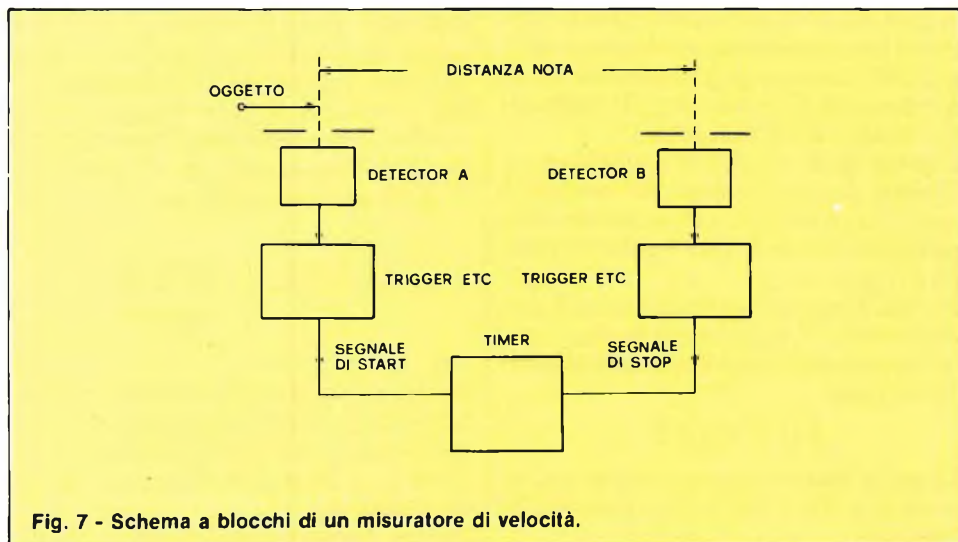 DISTANZA NOTA
OGGETTO
DETECTOR A
DETECTOR B
TRIGGER ETC
TRIGGER ETC
SEGNALE
DI START
TIMER
SEGNALE
DI STOP
Fig. 7 - Schema a blocchi di un misuratore di velocità.